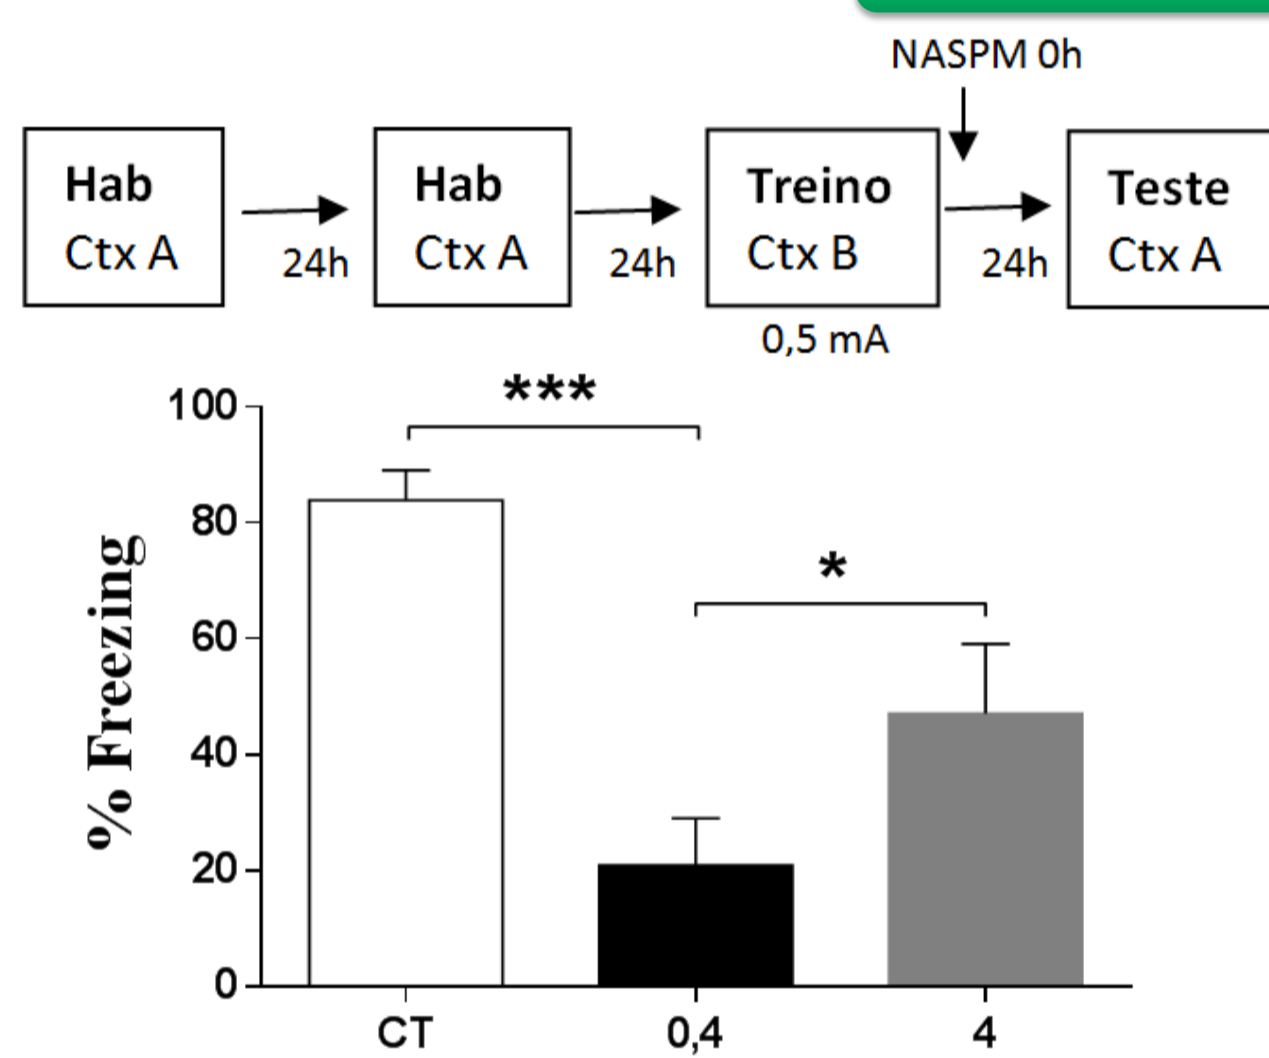 NASPM 0h
Hab
Ctx A
24h
Hab
Ctx A
24h
Treino
Ctx B
0,5 mA
24h
Teste
Ctx A
***
*
% Freezing
100
80
60
40
20
0
CT
0,4
4